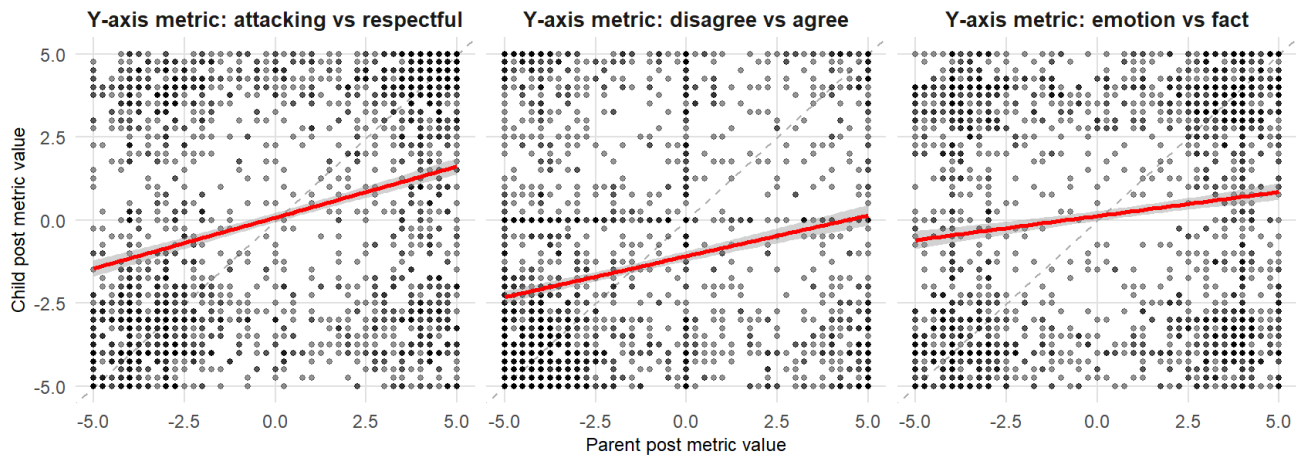 Y-axis metric: attacking vs respectful
Y-axis metric: disagree vs agree
Y-axis metric: emotion vs fact
Child post metric value
5.0
2.5
0.0
-2.5
-5.0
-5.0 -2.5 0.0 2.5 5.0
-5.0 -2.5 0.0 2.5 5.0
-5.0 -2.5 0.0 2.5 5.0
Parent post metric value